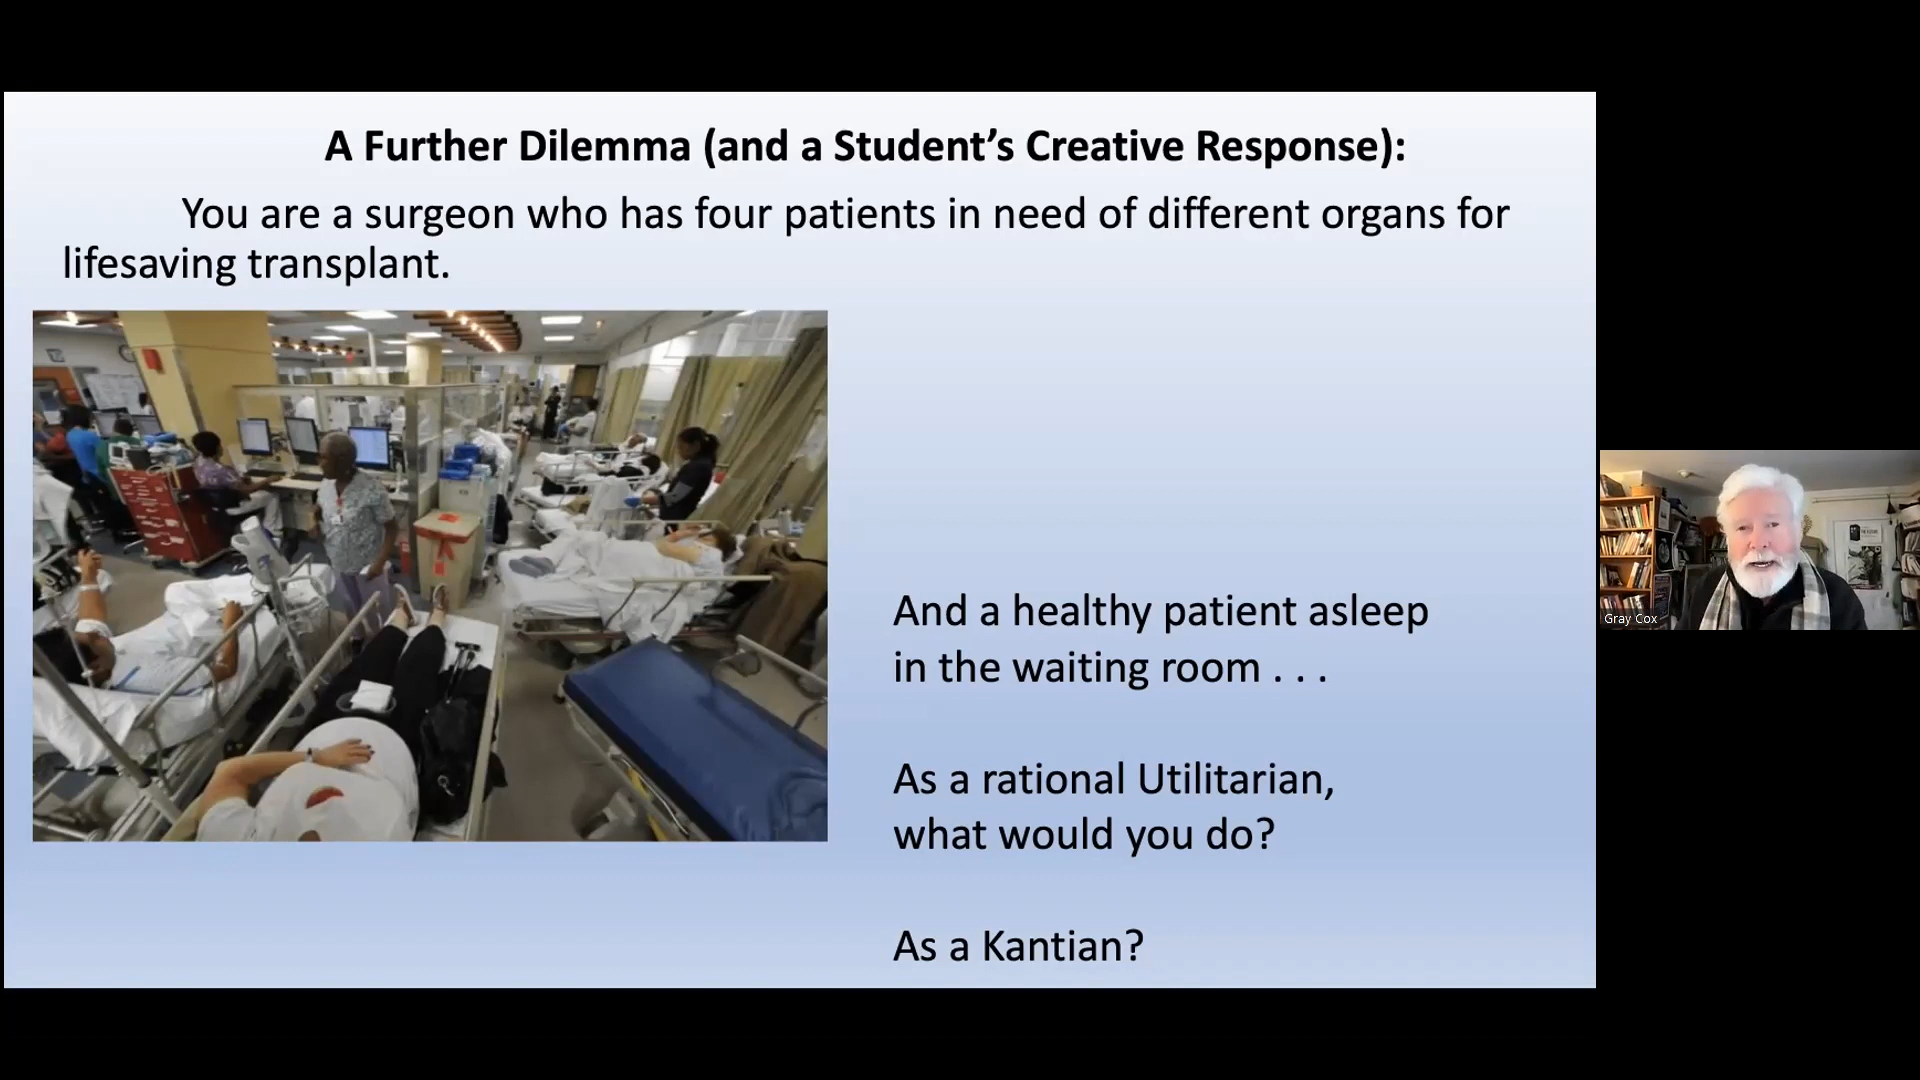 A Further Dilemma (and a Student’s Creative Response):
You are a surgeon who has four patients in need of different organs for
lifesaving transplant.
And a healthy patient asleep
in the waiting room . . .
As a rational Utilitarian,
what would you do?
As a Kantian?
Gray Cox